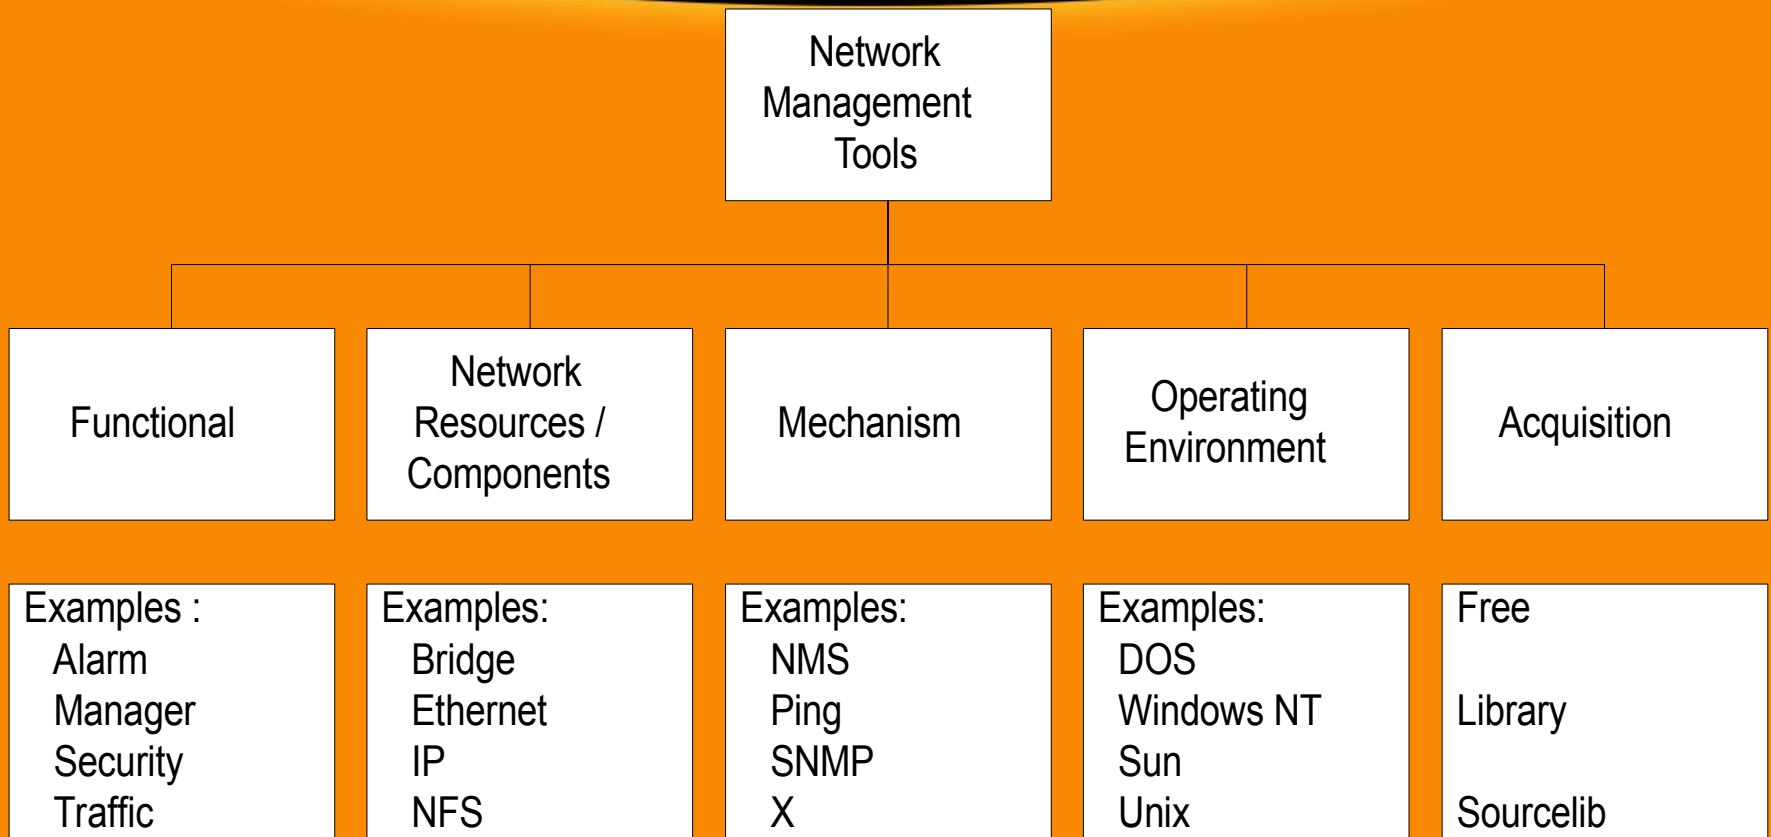 Network
Management
Tools
Functional
Network
Resources /
Components
Mechanism
Operating
Environment
Acquisition
Examples :
Alarm
Manager
Security
Traffic
Examples:
Bridge
Ethernet
IP
NFS
Examples:
NMS
Ping
SNMP
X
Examples:
DOS
Windows NT
Sun
Unix
Free
Library
Sourcelib